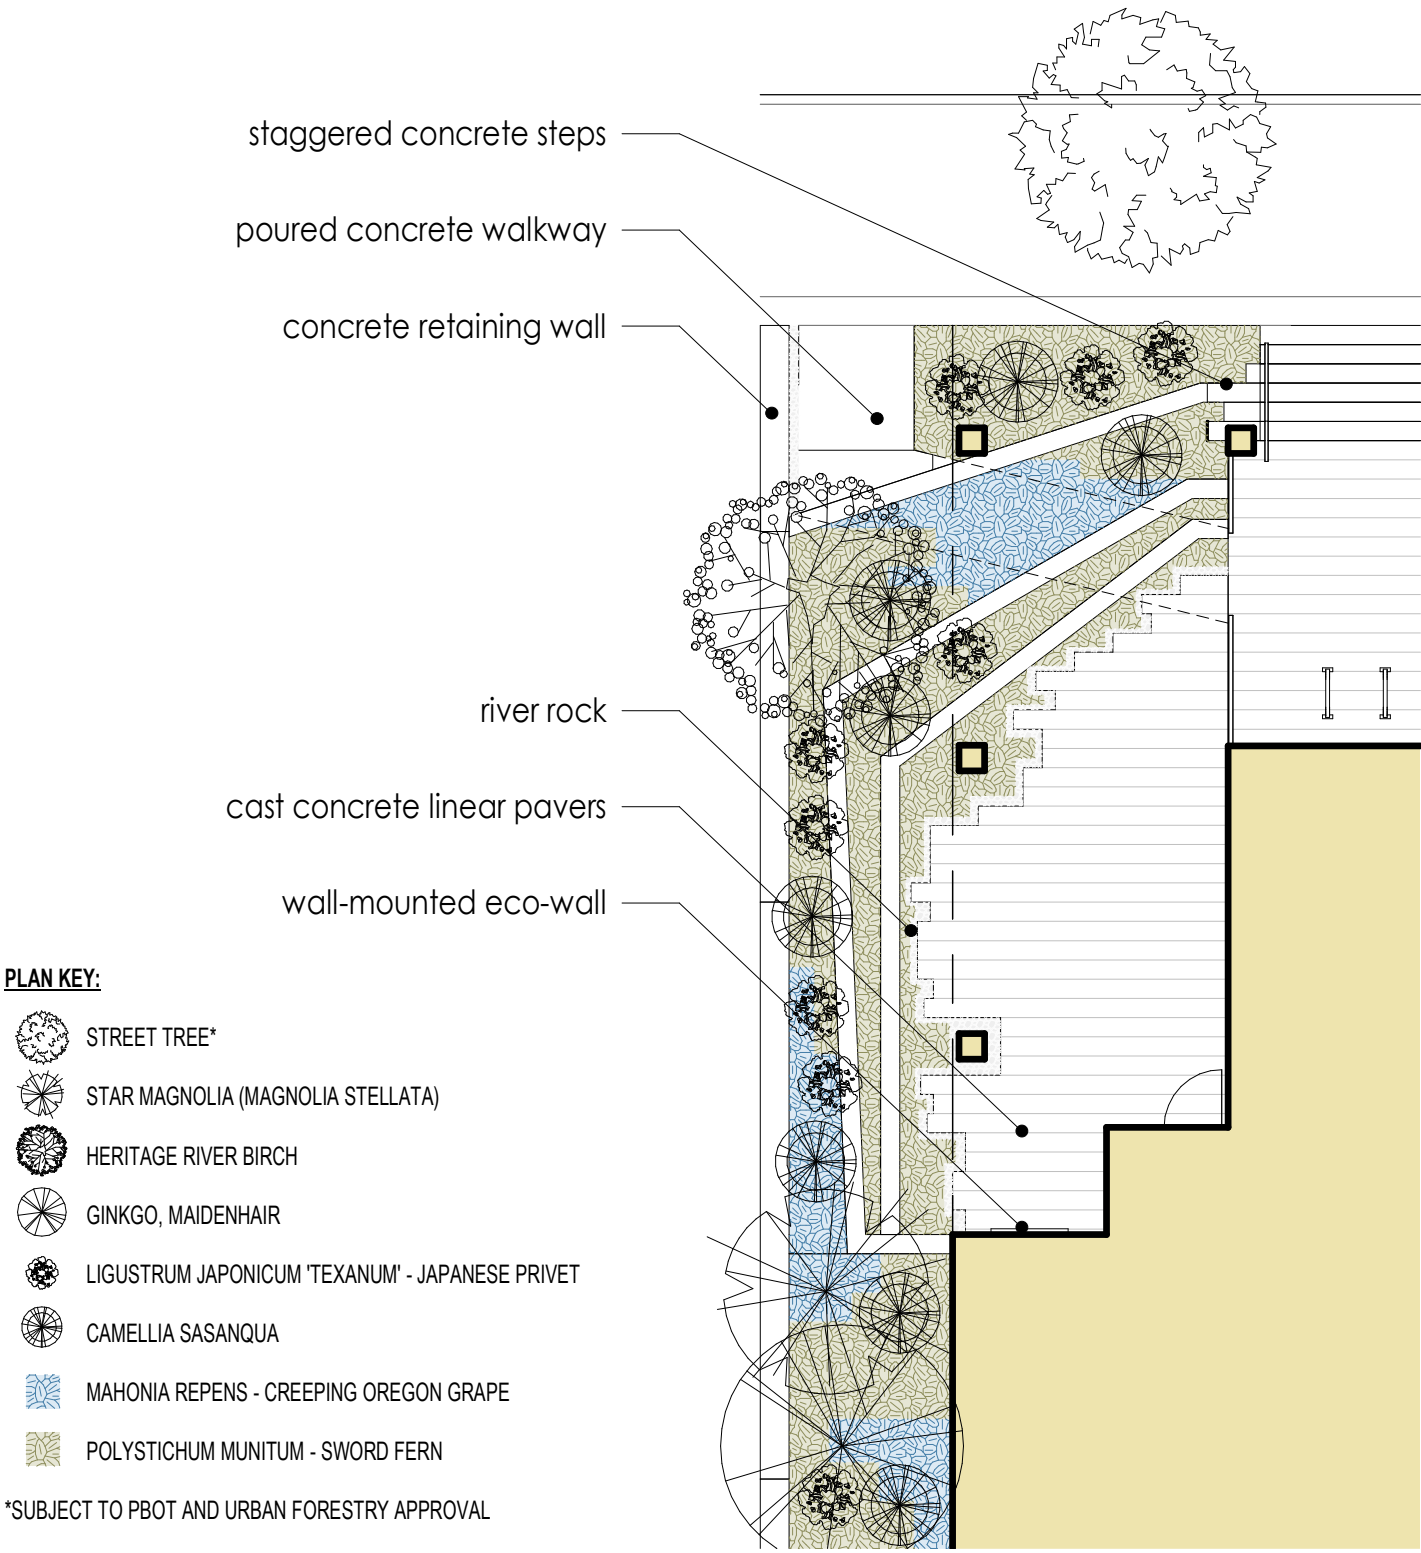 staggered concrete steps
poured concrete walkway
concrete retaining wall
river rock
cast concrete linear pavers
wall-mounted eco-wall
PLAN KEY:
STREET TREE*
STAR MAGNOLIA (MAGNOLIA STELLATA)
HERITAGE RIVER BIRCH
GINKGO, MAIDENHAIR
LIGUSTRUM JAPONICUM 'TEXANUM' - JAPANESE PRIVET
CAMELLIA SASANQUA
MAHONIA REPENS - CREEPING OREGON GRAPE
POLYSTICHUM MUNITUM - SWORD FERN
*SUBJECT TO PBOT AND URBAN FORESTRY APPROVAL